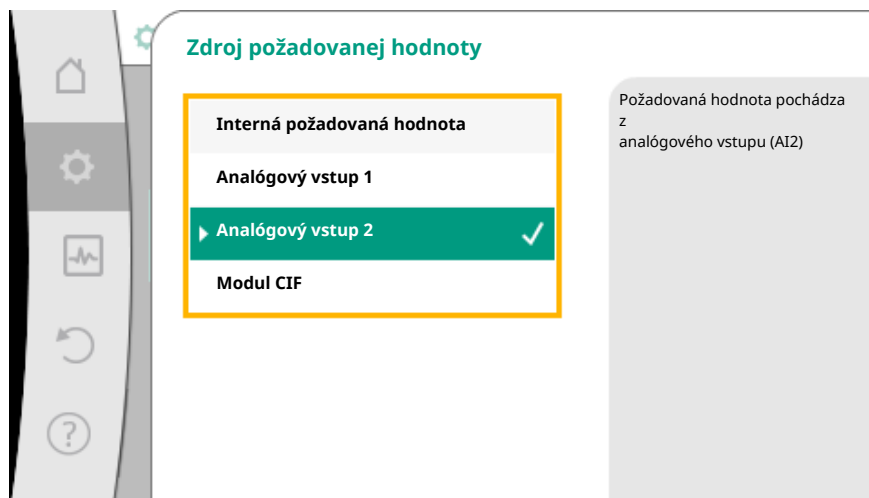 Zdroj požadovanej hodnoty
Interná požadovaná hodnota
Analógový vstup 1
Analógový vstup 2
Modul CIF
Požadovaná hodnota pochádza
z
analógového vstupu (AI2)
?